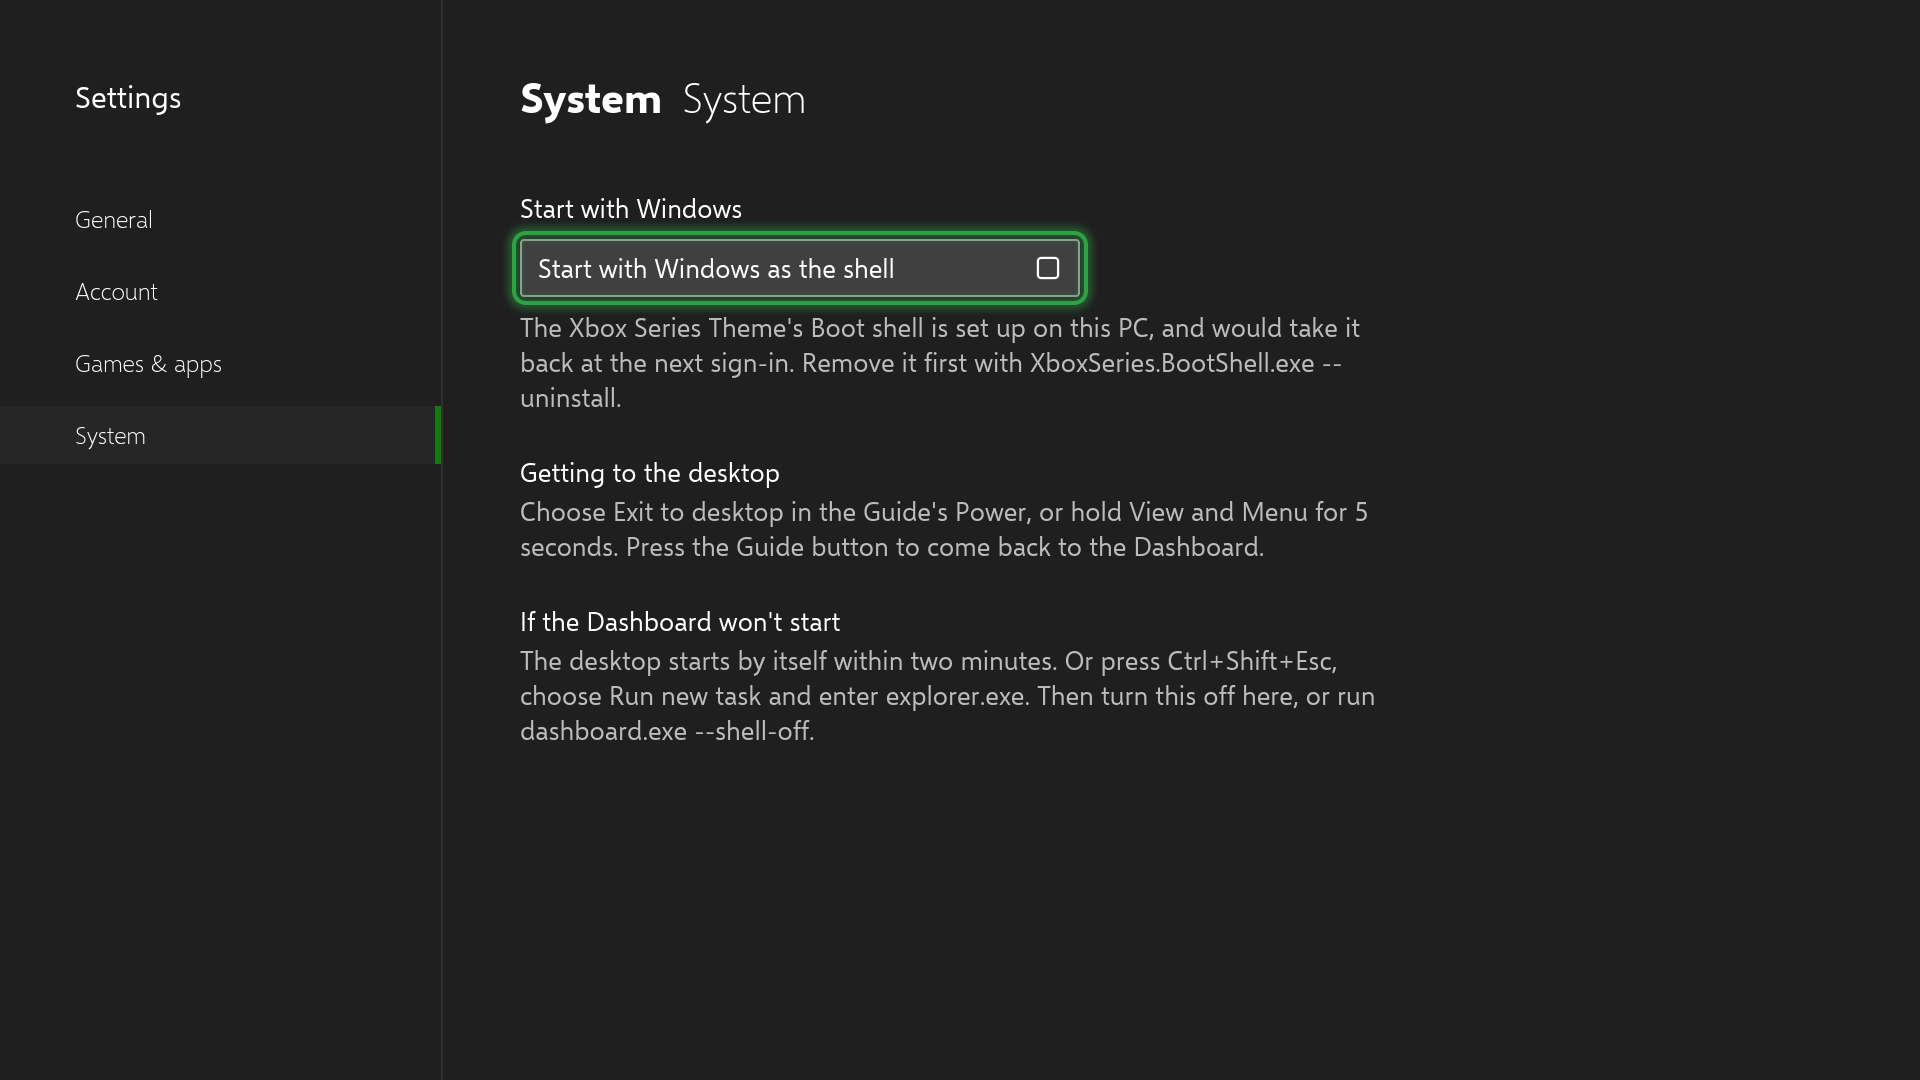 Settings
General
Account
Games & apps
System
System System
Start with Windows
Start with Windows as the shell
The Xbox Series Theme's Boot shell is set up on this PC, and would take it
back at the next sign-in. Remove it first with XboxSeries.BootShell.exe --
uninstall.
Getting to the desktop
Choose Exit to desktop in the Guide's Power, or hold View and Menu for 5
seconds. Press the Guide button to come back to the Dashboard.
If the Dashboard won't start
The desktop starts by itself within two minutes. Or press Ctrl+Shift+Esc,
choose Run new task and enter explorer.exe. Then turn this off here, or run
dashboard.exe --shell-off.